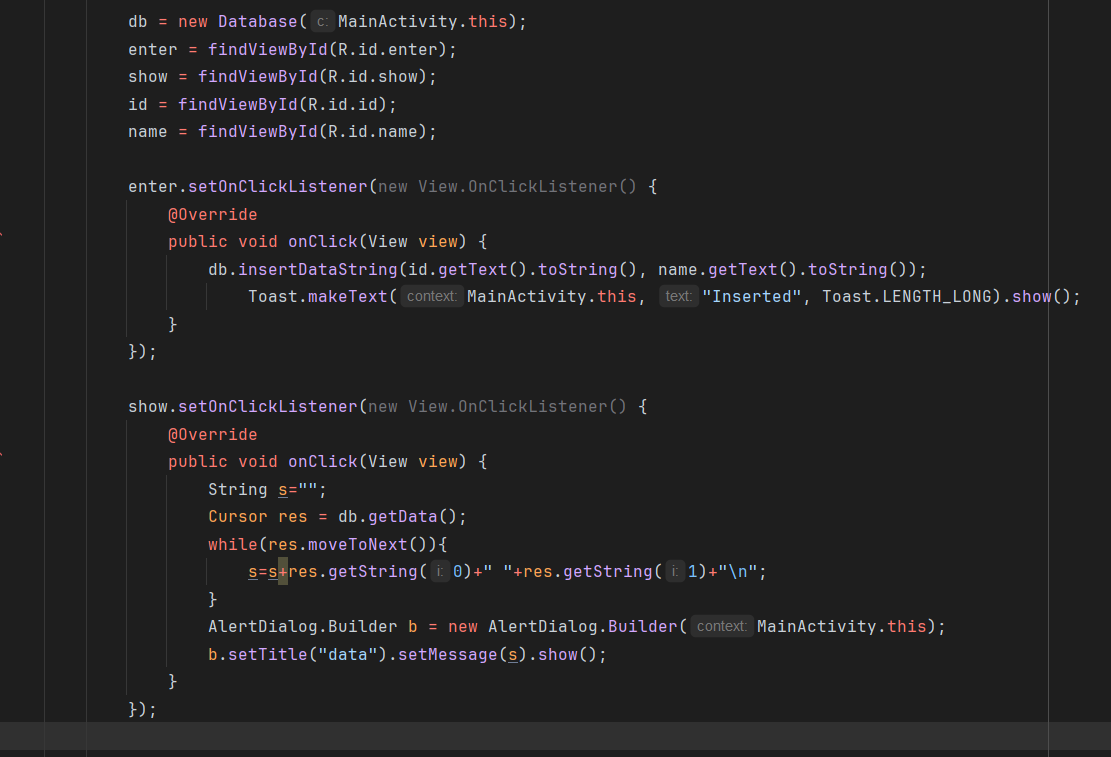 db = new Database( c: MainActivity.this);
enter = findViewById(R.id.enter);
show = findViewById(R.id.show);
id = findViewById(R.id.id);
name = findViewById(R.id.name);
enter.setOnClickListener(new View.OnClickListener() {
@Override
public void onClick(View view) {
db.insertDataString(id.getText().toString(), name.getText().toString());
Toast.makeText( context: MainActivity.this, text: "Inserted", Toast.LENGTH_LONG).show();
}
});
show.setOnClickListener(new View.OnClickListener() {
@Override
public void onClick(View view) {
String s="";
Cursor res = db.getData();
while(res.moveToNext()){
s=s+res.getString( i: 0)+" "+res.getString( i: 1)+"\n";
}
AlertDialog.Builder b = new AlertDialog.Builder( context: MainActivity.this);
b.setTitle("data").setMessage(s).show();
}
});